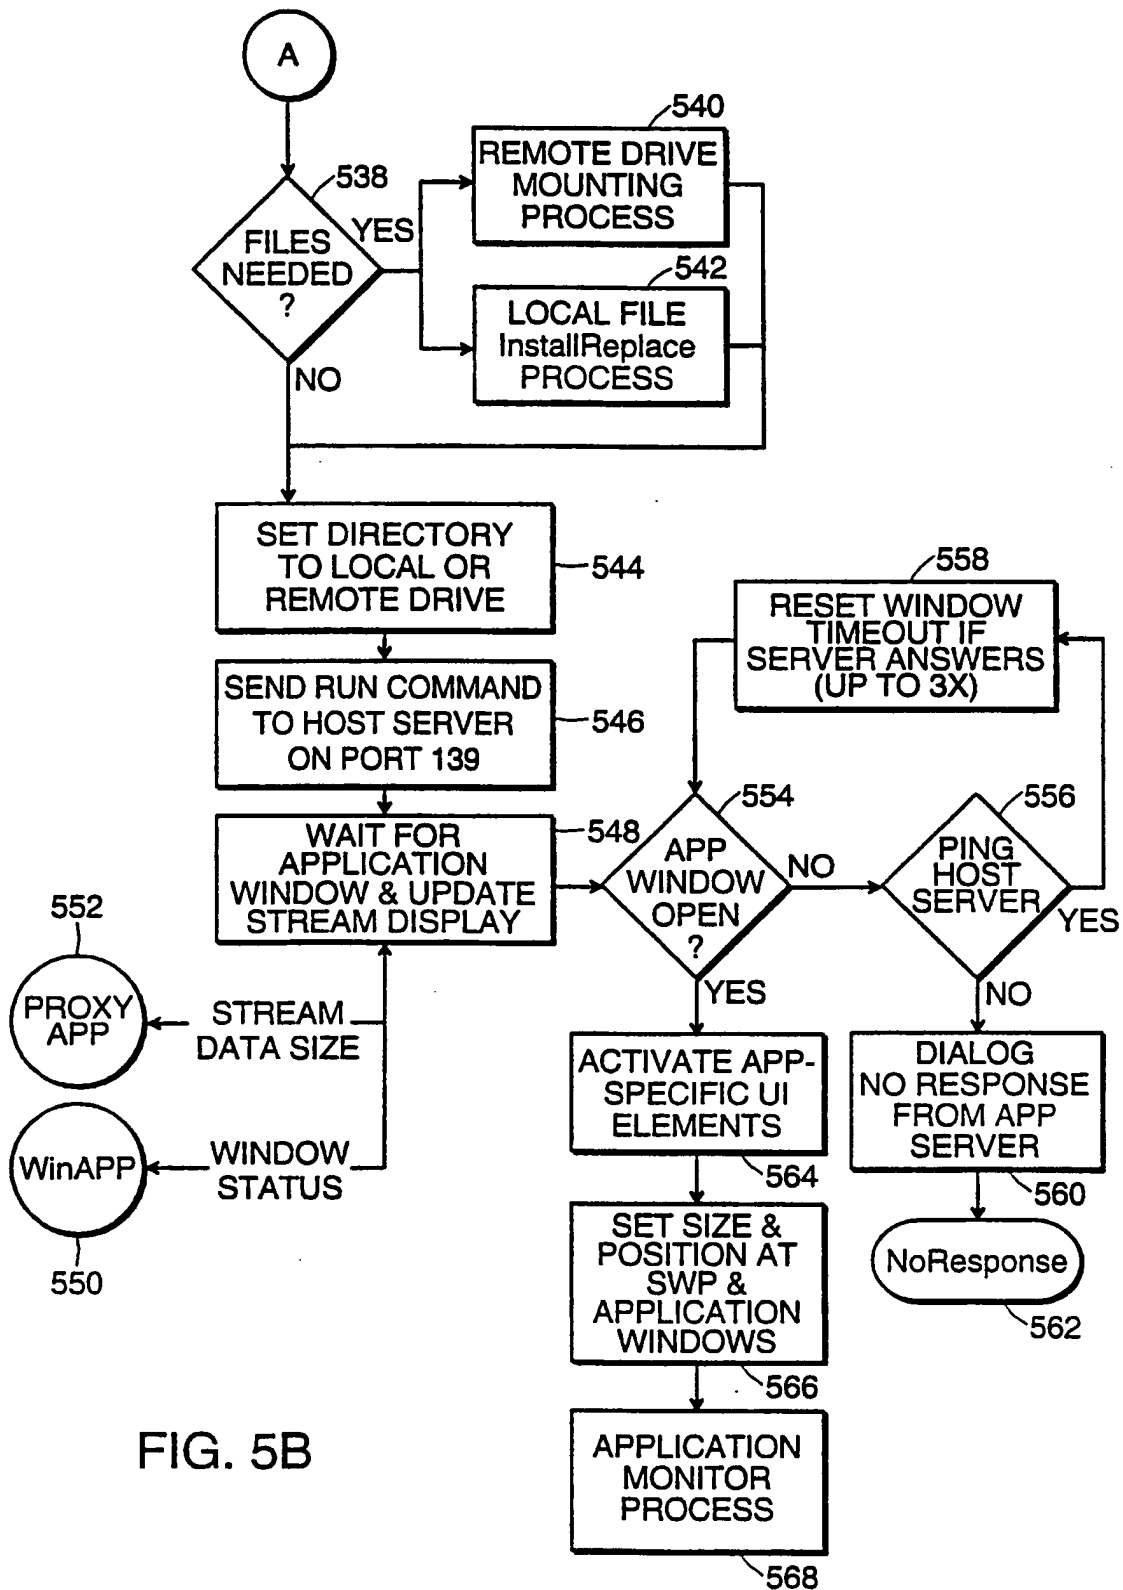 A
540
REMOTE DRIVE
MOUNTING
PROCESS
538
YES
FILES
NEEDED
?
542
LOCAL FILE
InstallReplace
PROCESS
NO
SET DIRECTORY
TO LOCAL OR
REMOTE DRIVE
544
558
RESET WINDOW
TIMEOUT IF
SERVER ANSWERS
(UP TO 3X)
SEND RUN COMMAND
TO HOST SERVER
ON PORT 139
546
WAIT FOR
APPLICATION
WINDOW & UPDATE
STREAM DISPLAY
548
554
APP
WINDOW
OPEN
?
NO
556
PING
HOST
SERVER
YES
552
PROXY
APP
STREAM
DATA SIZE
YES
NO
ACTIVATE APP-
SPECIFIC UI
ELEMENTS
564
DIALOG
NO RESPONSE
FROM APP
SERVER
560
WinAPP
WINDOW
STATUS
550
SET SIZE &
POSITION AT
SWP &
APPLICATION
WINDOWS
566
NoResponse
562
FIG. 5B
APPLICATION
MONITOR
PROCESS
568